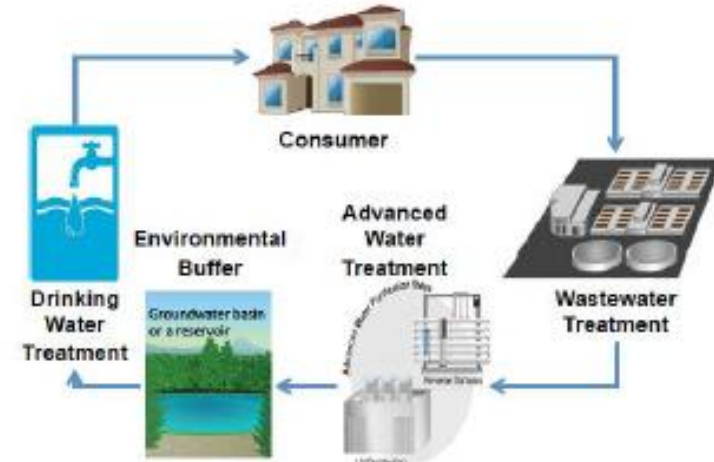 Consumer
Advanced
Water
Treatment
Environmental
Buffer
Groundwater basin
or a reservoir
Drinking
Water
Treatment
Wastewater
Treatment